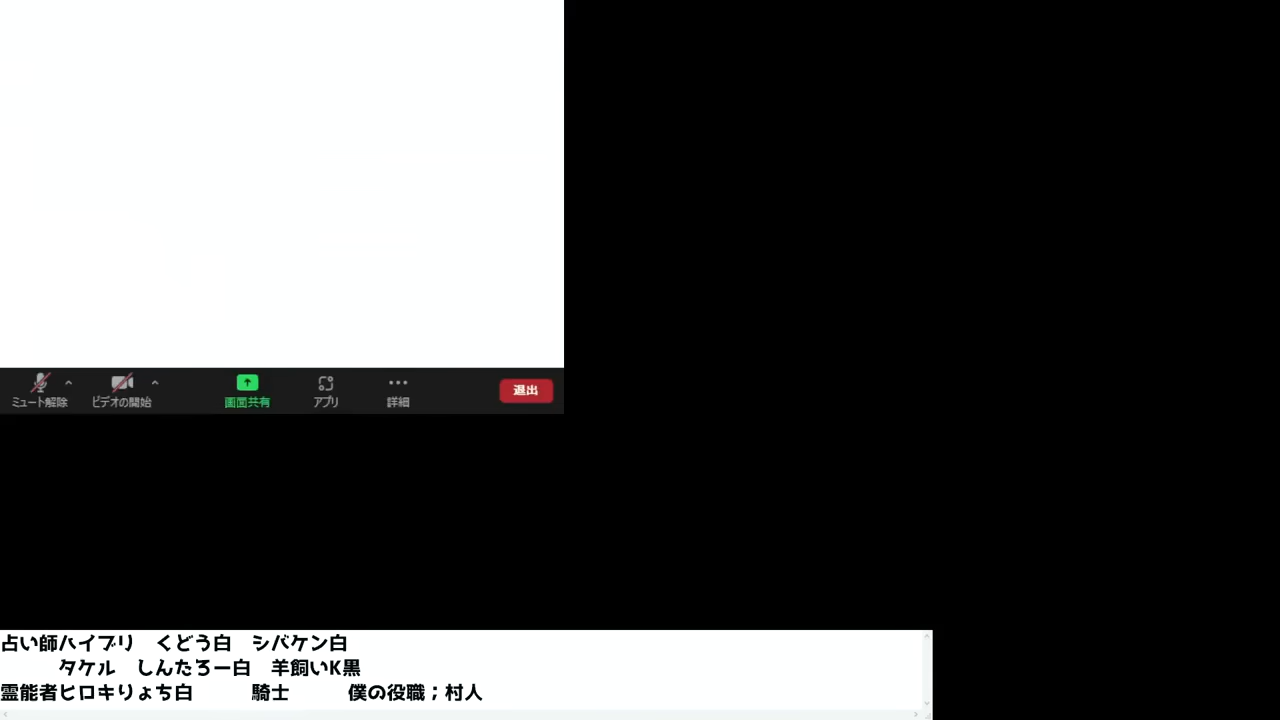 ミュート解除 ビデオの開始 画面共有 アプリ 詳細 退出
占い師ハイブリ　くどう白　シバケン白
タケル　しんたろー白　羊飼いK黒
霊能者ヒロキりょち白　　　騎士　　　僕の役職；村人